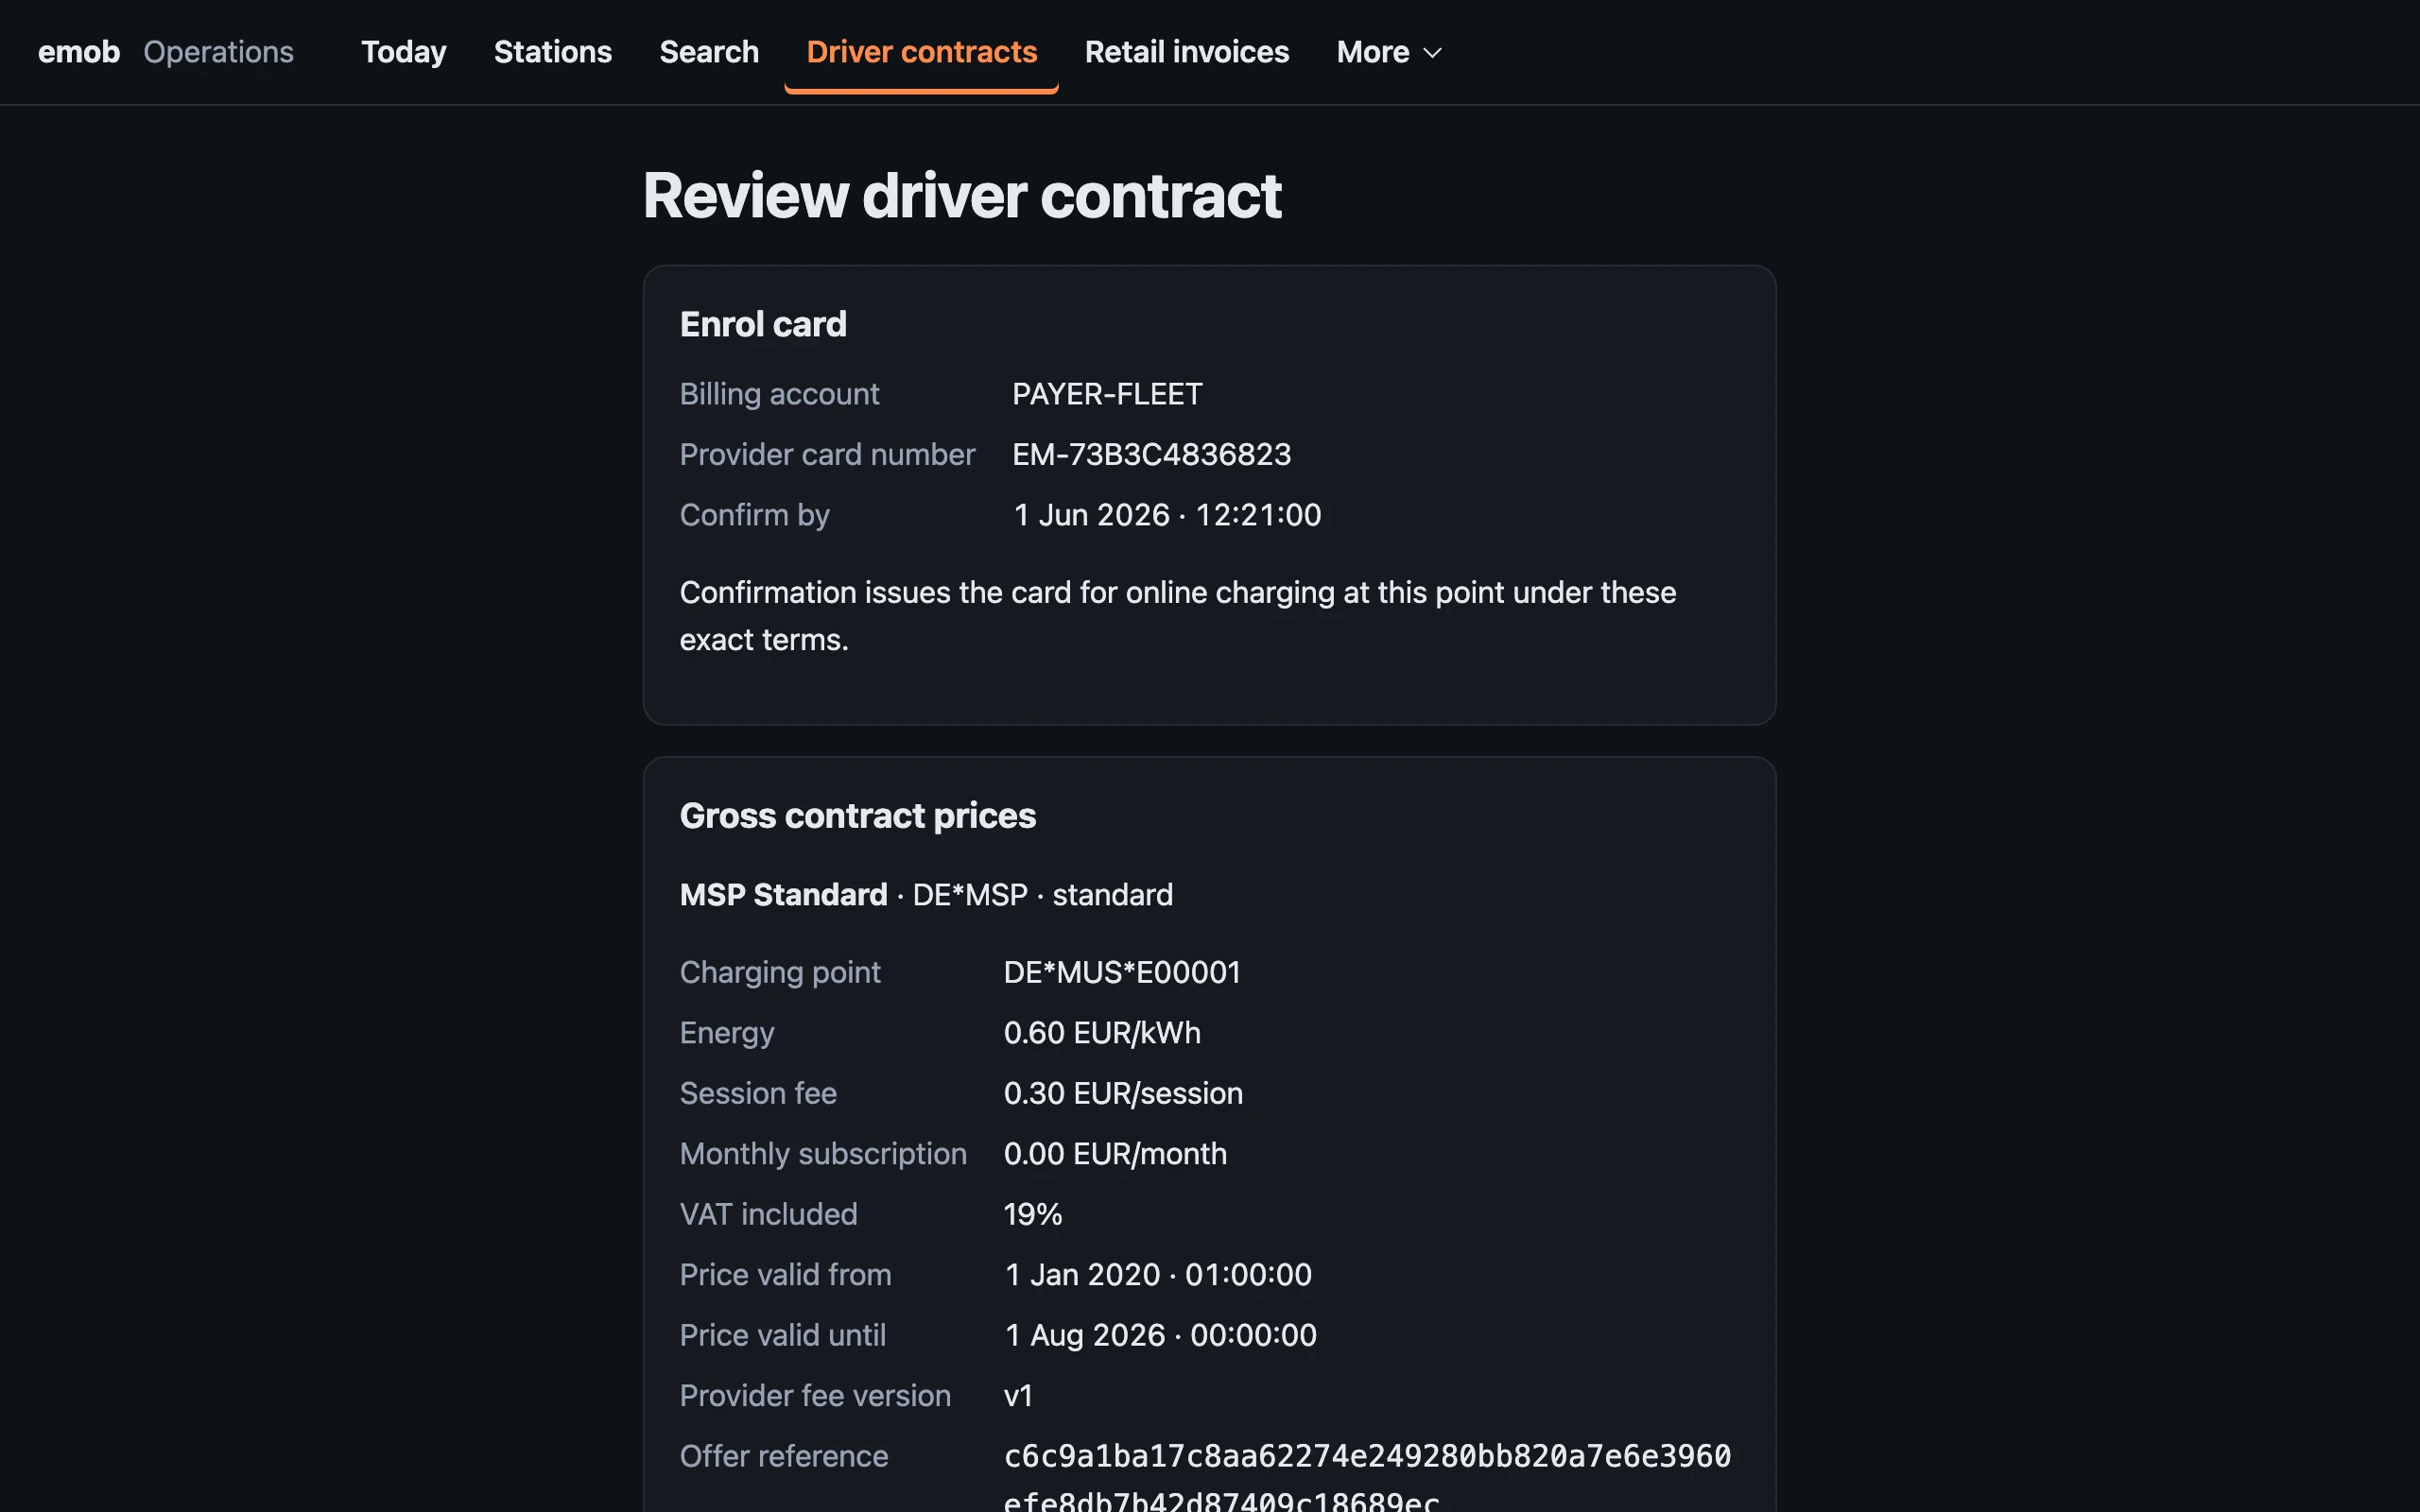 emob Operations Today Stations Search Driver contracts Retail invoices More
Review driver contract
Enrol card
Billing account PAYER-FLEET
Provider card number EM-73B3C4836823
Confirm by 1 Jun 2026 · 12:21:00
Confirmation issues the card for online charging at this point under these
exact terms.
Gross contract prices
MSP Standard · DE*MSP · standard
Charging point DE*MUS*E00001
Energy 0.60 EUR/kWh
Session fee 0.30 EUR/session
Monthly subscription 0.00 EUR/month
VAT included 19%
Price valid from 1 Jan 2020 · 01:00:00
Price valid until 1 Aug 2026 · 00:00:00
Provider fee version v1
Offer reference c6c9a1ba17c8aa62274e249280bb820a7e6e3960
efe8db7b42d87409c18689ec